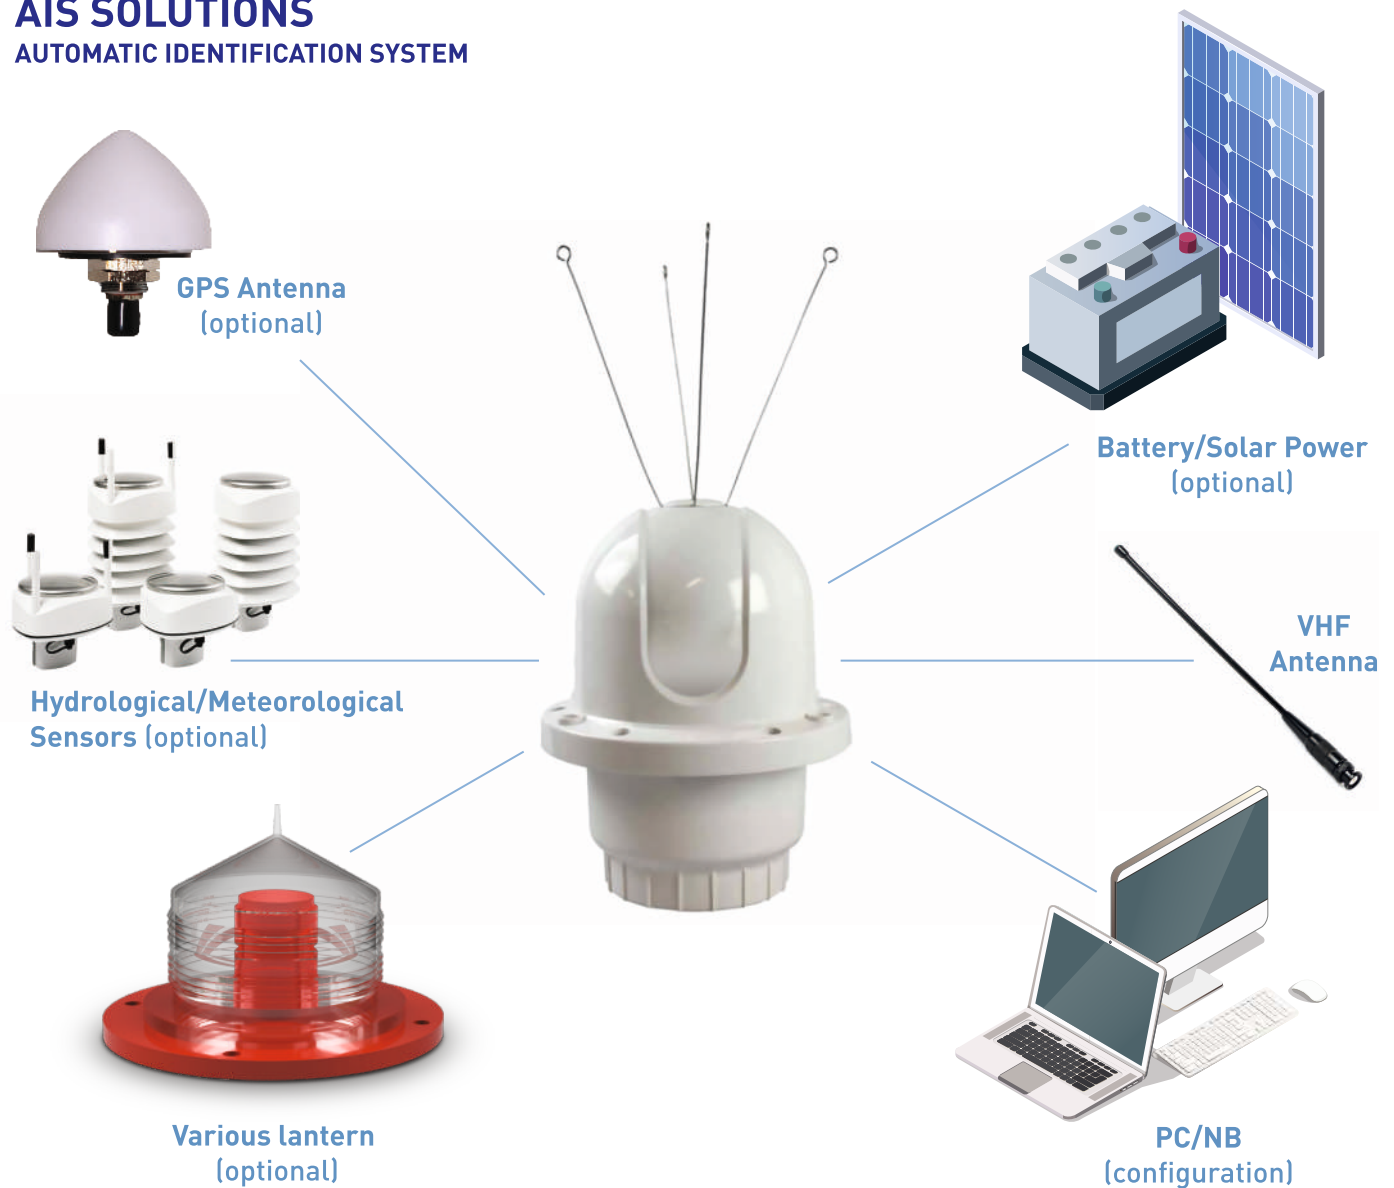 AIS SOLUTIONS
AUTOMATIC IDENTIFICATION SYSTEM
GPS Antenna
(optional)
Battery/Solar Power
(optional)
VHF
Antenna
Hydrological/Meteorological
Sensors (optional)
Various lantern
(optional)
PC/NB
(configuration)